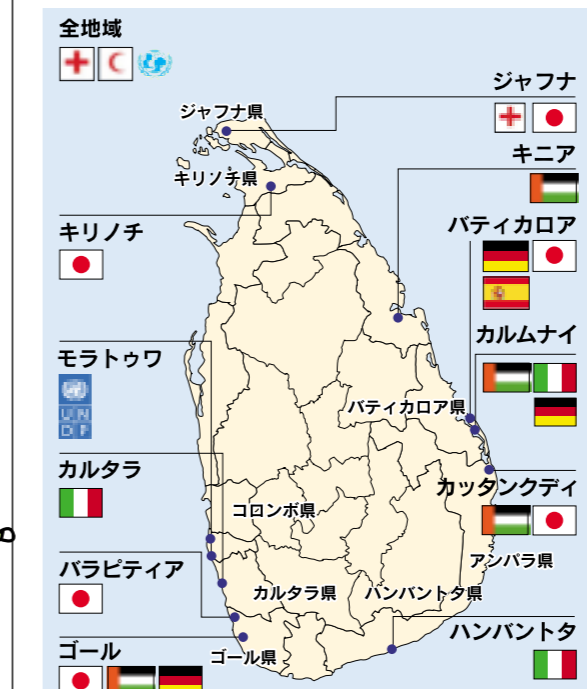 全地域
ジャフナ
ジャフナ県
キニア
キリノチ県
バティカロア
キリノチ
カルムナイ
モラトゥワ
UN
DP
バティカロア県
カルタラ
カッタンクディ
コロンボ県
アンパラ県
バラピティア
カルタラ県
ハンバントタ県
ハンバントタ
ゴール
ゴール県